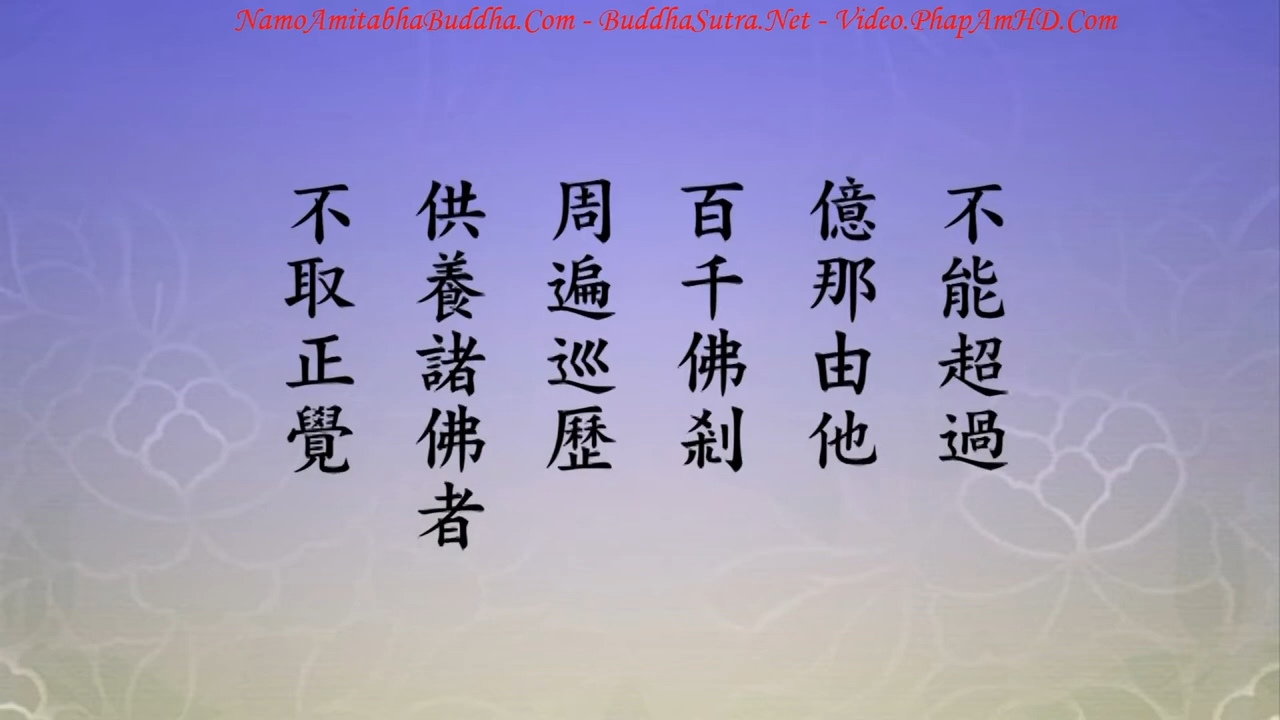 NamoAmitabhaBuddha.Com - BuddhaSutra.Net - Video.PhapAmHD.Com
不能超過
億那由他
百千佛剎
周遍巡歷
供養諸佛者
不取正覺